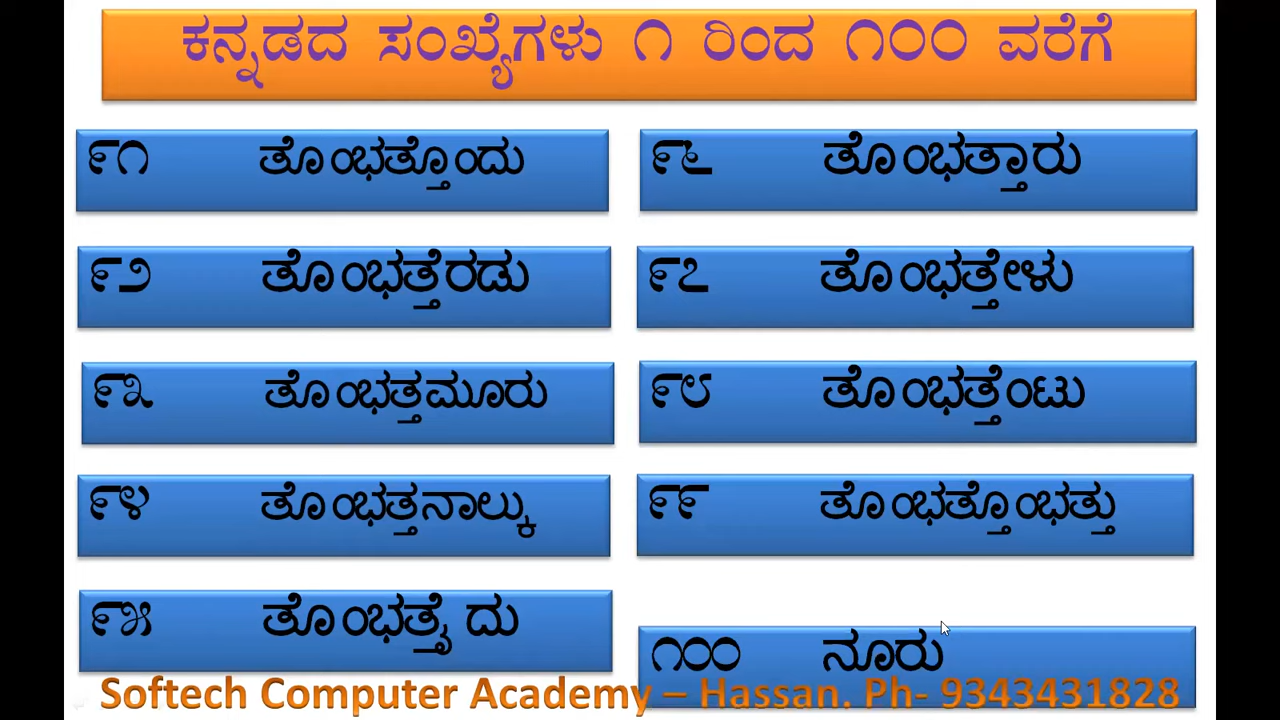 ಕನ್ನಡದ ಸಂಖ್ಯೆಗಳು ೧ ರಿಂದ ೧೦೦ ವರೆಗೆ
೯೧ ತೊಂಭತ್ತೊಂದು
೯೨ ತೊಂಭತ್ತೆರಡು
೯೩ ತೊಂಭತ್ತಮೂರು
೯೪ ತೊಂಭತ್ತನಾಲ್ಕು
೯೫ ತೊಂಭತ್ತೈದು
೯೬ ತೊಂಭತ್ತಾರು
೯೭ ತೊಂಭತ್ತೇಳು
೯೮ ತೊಂಭತ್ತೆಂಟು
೯೯ ತೊಂಭತ್ತೊಂಭತ್ತು
೧೦೦ ನೂರು
Softech Computer Academy – Hassan. Ph- 9343431828